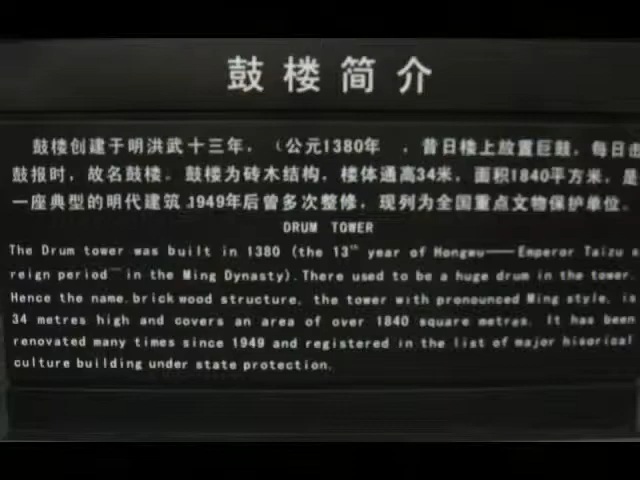 鼓楼简介
鼓楼创建于明洪武十三年，（公元1380年 ，昔日楼上放置巨鼓，每日击
鼓报时，故名鼓楼。鼓楼为砖木结构，楼体通高34米，面积1840平方米，是
一座典型的明代建筑 1949年后曾多次整修，现列为全国重点文物保护单位。
DRUM TOWER
The Drum tower was built in 1380 (the 13th year of Hongwu——Emperor Taizu
reign period in the Ming Dynasty). There used to be a huge drum in the tower.
Hence the name. brick wood structure, the tower with pronounced Ming style, is
34 metres high and covers an area of over 1840 square metres. It has been
renovated many times since 1949 and registered in the list of major hisorical
culture building under state protection.